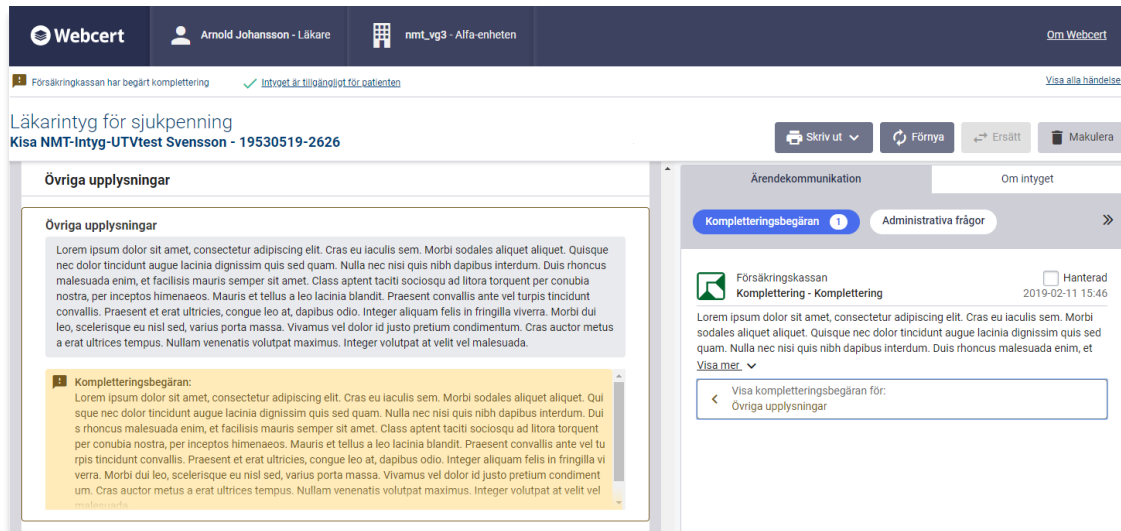 Webcert
Arnold Johansson - Läkare
nmt_vg3 - Alfa-enheten
Om Webcert
Försäkringkassan har begärt komplettering
Intyget är tillgängligt för patienten
Visa alla händelse
Läkarintyg för sjukpenning
Kisa NMT-Intyg-UTVtest Svensson - 19530519-2626
Skriv ut
Förnya
Ersätt
Makulera
Övriga upplysningar
Övriga upplysningar
Lorem ipsum dolor sit amet, consectetur adipiscing elit. Cras eu iaculis sem. Morbi sodales aliquet aliquet. Quisque
nec dolor tincidunt augue lacinia dignissim quis sed quam. Nulla nec nisi quis nibh dapibus interdum. Duis rhoncus
malesuada enim, et facilisis mauris semper sit amet. Class aptent taciti sociosqu ad litora torquent per conubia
nostra, per inceptos himenaeos. Mauris et tellus a leo lacinia blandit. Praesent convallis ante vel turpis tincidunt
convallis. Praesent et erat ultricies, congue leo at, dapibus odio. Integer aliquam felis in fringilla viverra. Morbi dui
leo, scelerisque eu nisl sed, varius porta massa. Vivamus vel dolor id justo pretium condimentum. Cras auctor metus
a erat ultrices tempus. Nullam venenatis volutpat maximus. Integer volutpat at velit vel malesuada.
Kompletteringsbegäran:
Lorem ipsum dolor sit amet, consectetur adipiscing elit. Cras eu iaculis sem. Morbi sodales aliquet aliquet. Qui
sque nec dolor tincidunt augue lacinia dignissim quis sed quam. Nulla nec nisi quis nibh dapibus interdum. Dui
s rhoncus malesuada enim, et facilisis mauris semper sit amet. Class aptent taciti sociosqu ad litora torquent
per conubia nostra, per inceptos himenaeos. Mauris et tellus a leo lacinia blandit. Praesent convallis ante vel tu
rpis tincidunt convallis. Praesent et erat ultricies, congue leo at, dapibus odio. Integer aliquam felis in fringilla vi
verra. Morbi dui leo, scelerisque eu nisl sed, varius porta massa. Vivamus vel dolor id justo pretium condiment
um. Cras auctor metus a erat ultrices tempus. Nullam venenatis volutpat maximus. Integer volutpat at velit vel
malesuada
Ärendekommunikation
Om intyget
Kompletteringsbegäran 1
Administrativa frågor
Försäkringskassan
Hanterad
Komplettering - Komplettering
2019-02-11 15:46
Lorem ipsum dolor sit amet, consectetur adipiscing elit. Cras eu iaculis sem. Morbi
sodales aliquet aliquet. Quisque nec dolor tincidunt augue lacinia dignissim quis sed
quam. Nulla nec nisi quis nibh dapibus interdum. Duis rhoncus malesuada enim, et
Visa mer
Visa kompletteringsbegäran för:
Övriga upplysningar